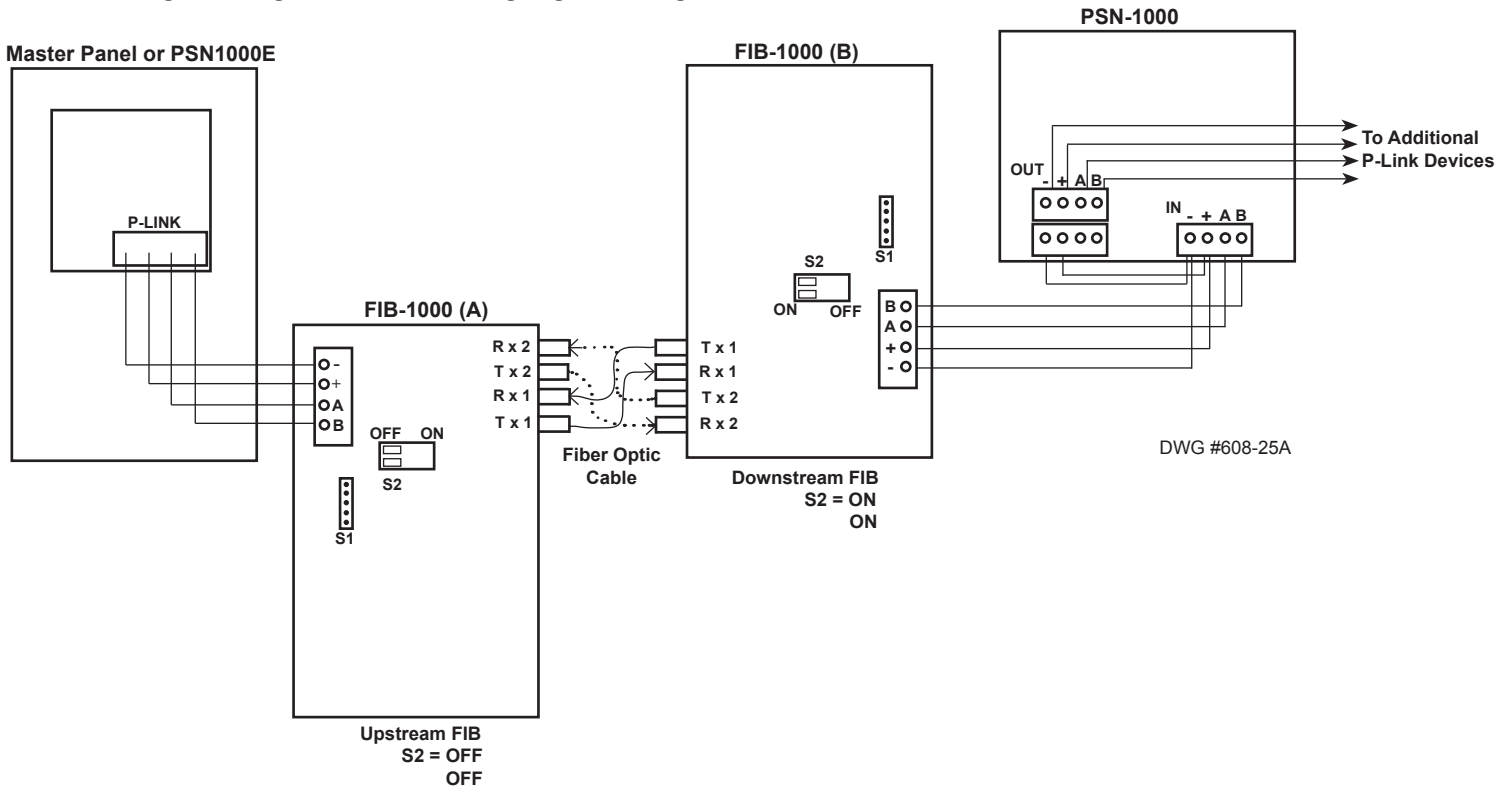 PSN-1000
Master Panel or PSN1000E
FIB-1000 (B)
To Additional
P-Link Devices
OUT
- + A B
IN
- + A B
P-LINK
S1
S2
ON OFF
B
A
+
-
FIB-1000 (A)
-
+
A
B
OFF ON
S2
S1
R x 2
T x 2
R x 1
T x 1
T x 1
R x 1
T x 2
R x 2
Fiber Optic
Cable
DWG #608-25A
Downstream FIB
S2 = ON
ON
Upstream FIB
S2 = OFF
OFF